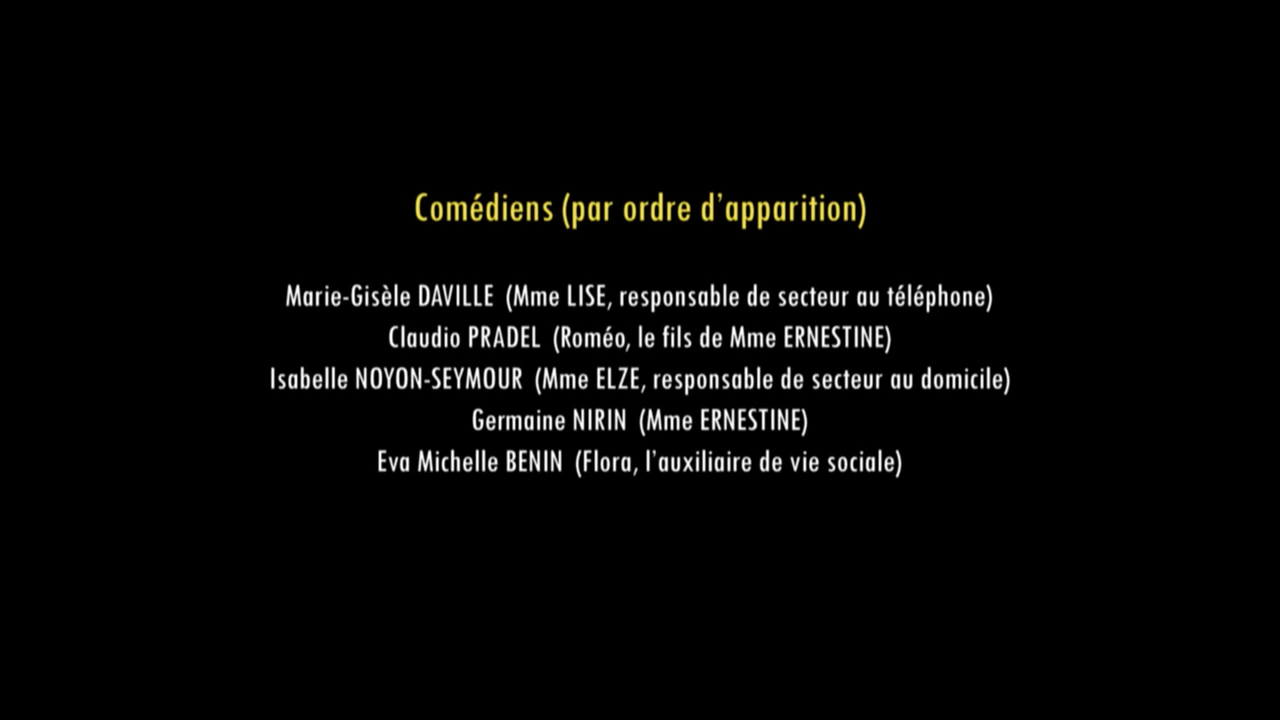 Comédiens (par ordre d’apparition)
Marie-Gisèle DAVILLE (Mme LISE, responsable de secteur au téléphone)
Claudio PRADEL (Roméo, le fils de Mme ERNESTINE)
Isabelle NOYON-SEYMOUR (Mme ELZE, responsable de secteur au domicile)
Germaine NIRIN (Mme ERNESTINE)
Eva Michelle BENIN (Flora, l’auxiliaire de vie sociale)